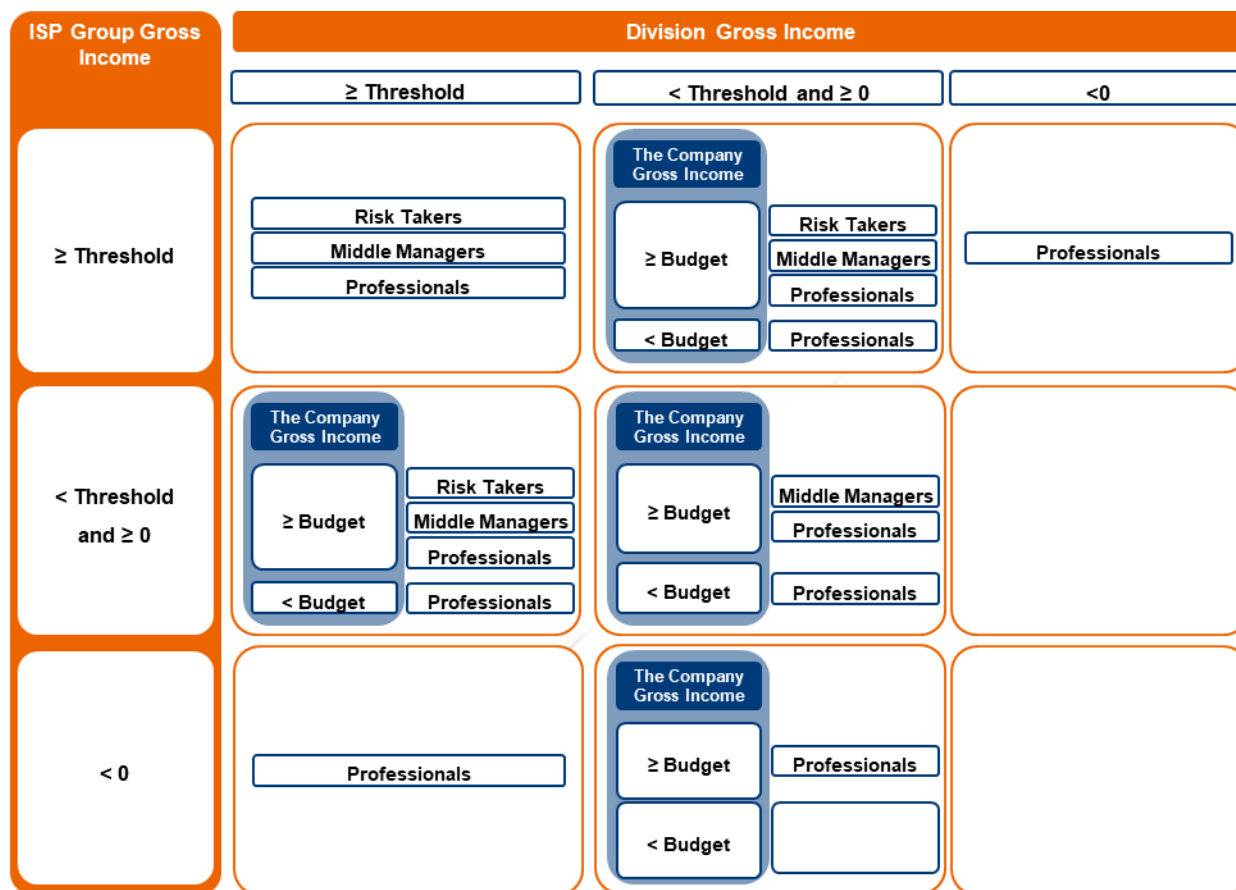 ISP Group Gross
Income
Division Gross Income
≥ Threshold
< Threshold and ≥ 0
<0
≥ Threshold
Risk Takers
Middle Managers
Professionals
The Company
Gross Income
≥ Budget
Risk Takers
Middle Managers
Professionals
< Budget
Professionals
Professionals
< Threshold
and ≥ 0
The Company
Gross Income
≥ Budget
Risk Takers
Middle Managers
Professionals
< Budget
Professionals
The Company
Gross Income
≥ Budget
Middle Managers
Professionals
< Budget
Professionals
< 0
Professionals
The Company
Gross Income
≥ Budget
Professionals
< Budget